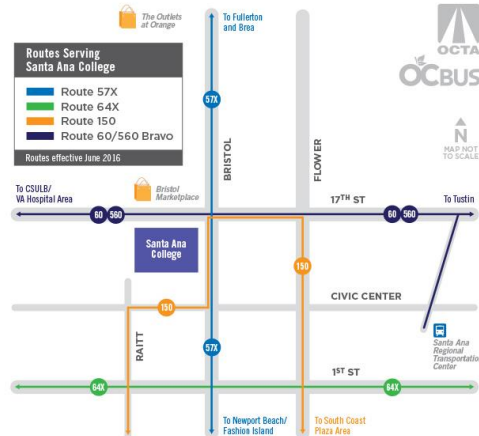 The Outlets
at Orange
To Fullerton
and Brea
OCTA
OC BUS
Routes Serving
Santa Ana College
Route 57X
Route 64X
Route 150
Route 60/560 Bravo
Routes effective June 2016
57X
BRISTOL
FLOWER
N
MAP NOT
TO SCALE
To CSULB/
VA Hospital Area
Bristol
Marketplace
17TH ST
To Tustin
60 560
60 560
Santa Ana
College
150
150
CIVIC CENTER
RAITT
57X
Santa Ana
Regional
Transportation
Center
1ST ST
64X
64X
To Newport Beach/
Fashion Island
To South Coast
Plaza Area